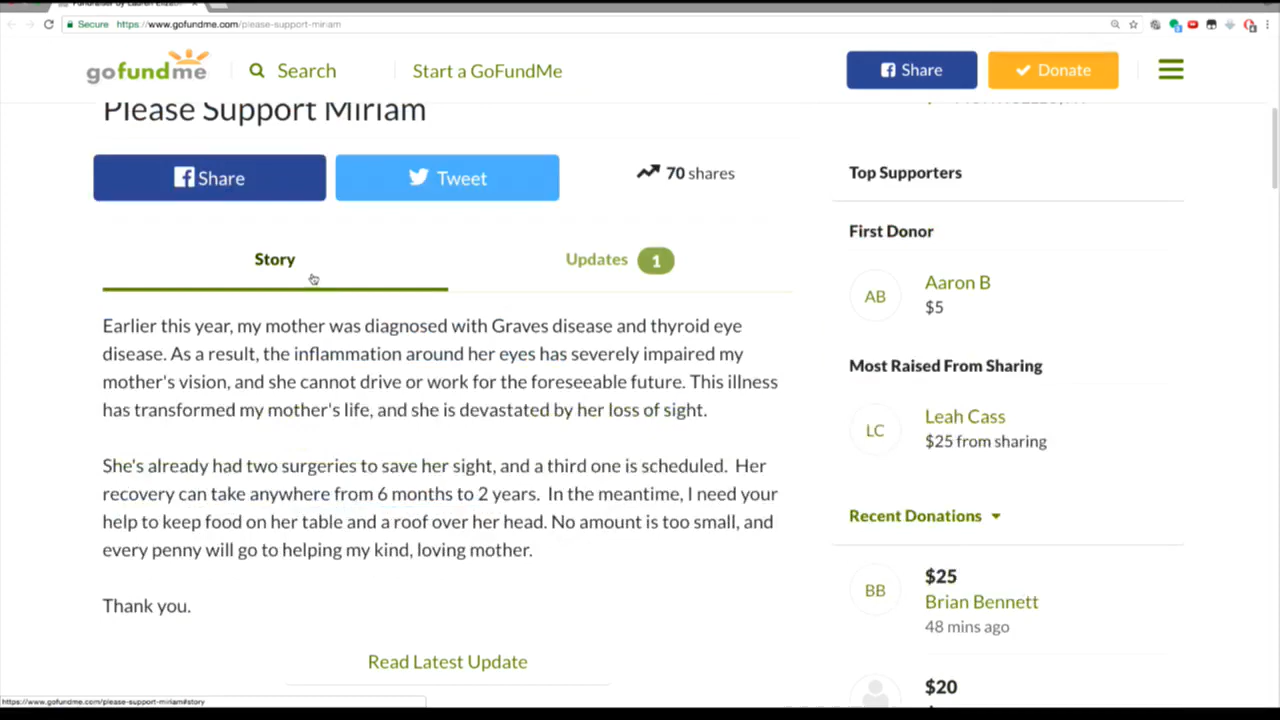 Secure https://www.gofundme.com/please-support-miriam
gofundme
Search
Start a GoFundMe
Share
Donate
Please Support Miriam
Share
Tweet
70 shares
Story
Updates 1
Earlier this year, my mother was diagnosed with Graves disease and thyroid eye
disease. As a result, the inflammation around her eyes has severely impaired my
mother's vision, and she cannot drive or work for the foreseeable future. This illness
has transformed my mother's life, and she is devastated by her loss of sight.
She's already had two surgeries to save her sight, and a third one is scheduled. Her
recovery can take anywhere from 6 months to 2 years. In the meantime, I need your
help to keep food on her table and a roof over her head. No amount is too small, and
every penny will go to helping my kind, loving mother.
Thank you.
Read Latest Update
Top Supporters
First Donor
AB
Aaron B
$5
Most Raised From Sharing
LC
Leah Cass
$25 from sharing
Recent Donations
BB
$25
Brian Bennett
48 mins ago
$20
https://www.gofundme.com/please-support-miriam#story